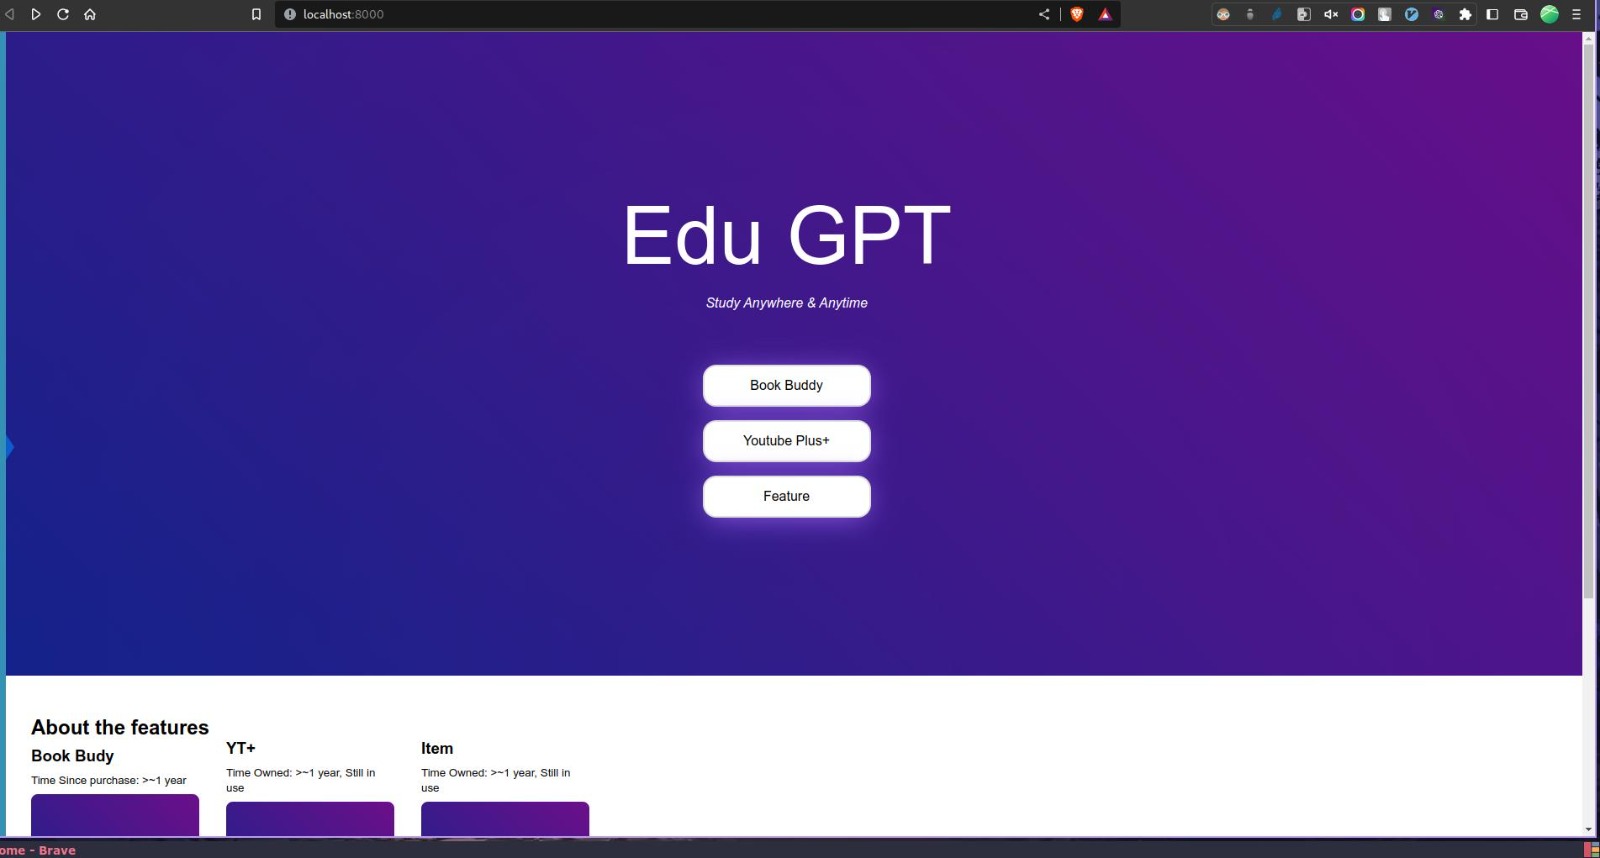 localhost:8000
Edu GPT
Study Anywhere & Anytime
Book Buddy
Youtube Plus+
Feature
About the features
Book Budy
Time Since purchase: >~1 year
YT+
Time Owned: >~1 year, Still in
use
Item
Time Owned: >~1 year, Still in
use
ome - Brave